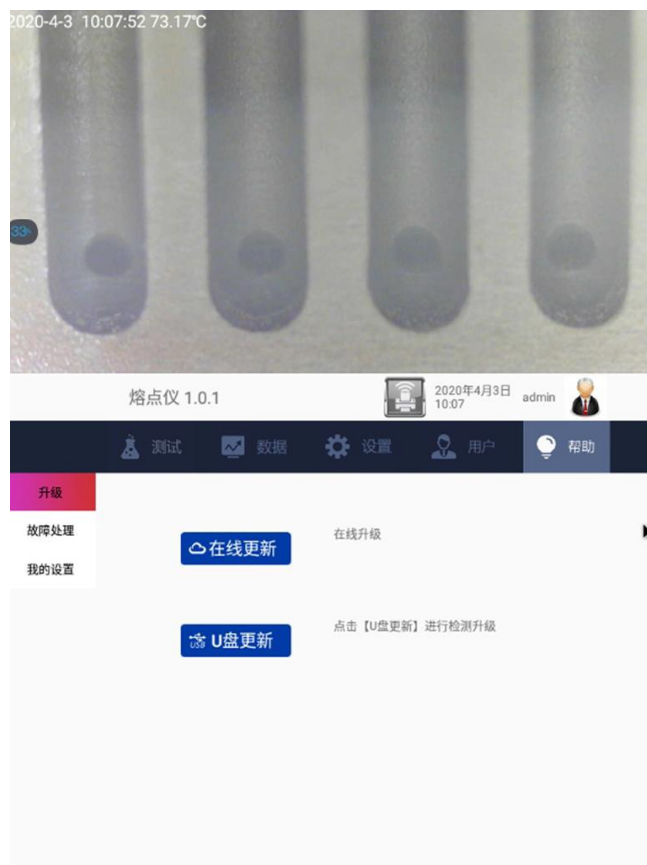 2020-4-3 10:07:52 73.17℃
33%
熔点仪 1.0.1
2020年4月3日
10:07
admin
测试
数据
设置
用户
帮助
升级
故障处理
我的设置
在线更新
在线升级
USB U盘更新
点击【U盘更新】进行检测升级